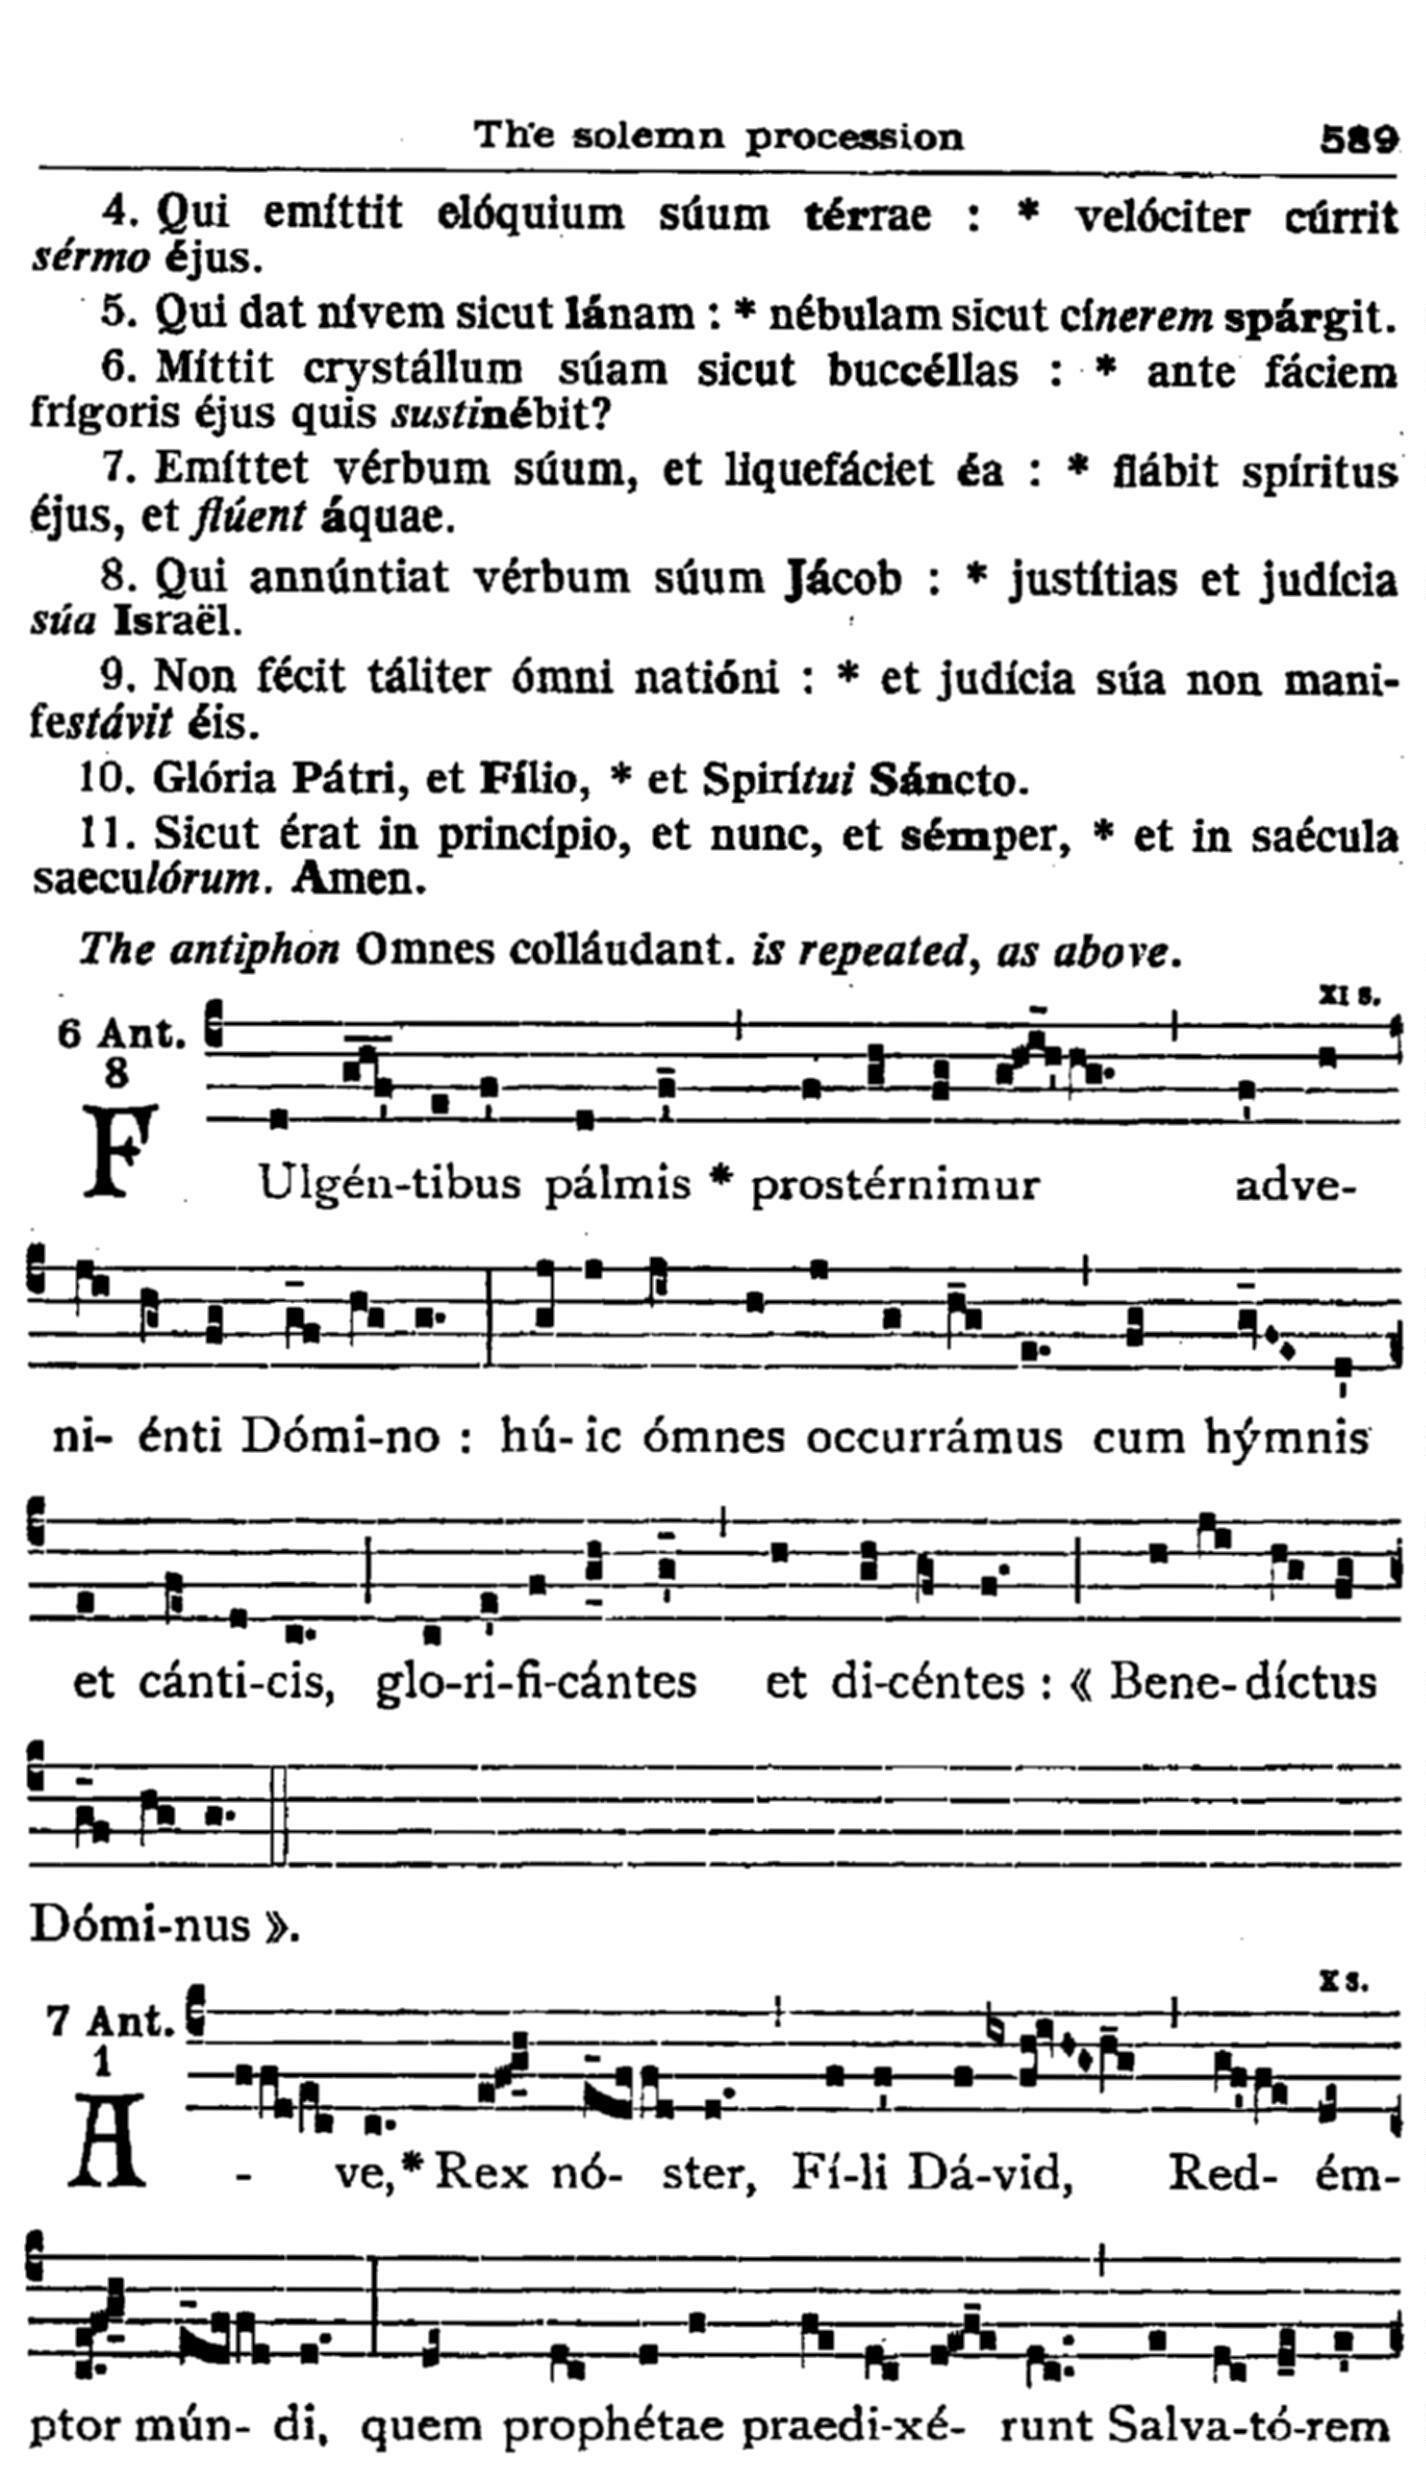 The solemn procession 589
4. Qui emíttit elóquium súum térrae : * velóciter cúrrit
sérmo éjus.
5. Qui dat nívem sicut lánam : * nébulam sicut cínerem spárgit.
6. Míttit crystállum súam sicut buccéllas : * ante fáciem
frígoris éjus quis sustinébit?
7. Emíttet vérbum súum, et liquefáciet éa : * flábit spíritus
éjus, et flúent áquae.
8. Qui annúntiat vérbum súum Jácob : * justítias et judícia
súa Israël.
9. Non fécit táliter ómni natióni : * et judícia súa non mani-
festávit éis.
10. Glória Pátri, et Fílio, * et Spirítui Sáncto.
11. Sicut érat in princípio, et nunc, et sémper, * et in saécula
saeculórum. Amen.
The antiphon Omnes colláudant. is repeated, as above.
XI s.
6 Ant.
8
FUlgén-tibus pálmis * prostérnimur adve-
ni- énti Dómi-no : hú- ic ómnes occurrámus cum hýmnis
et cánti-cis, glo-ri-fi-cántes et di-céntes : « Bene- díctus
Dómi-nus ».
X s.
7 Ant.
1
A - ve,* Rex nó- ster, Fí-li Dá-vid, Red- ém-
ptor mún- di, quem prophétae praedi-xé- runt Salva-tó-rem